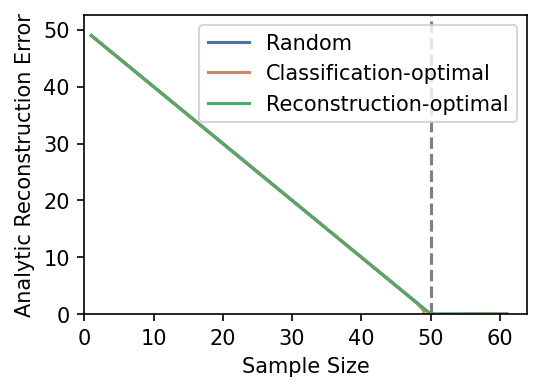 Analytic Reconstruction Error
50
40
30
20
10
0
Random
Classification-optimal
Reconstruction-optimal
0 10 20 30 40 50 60
Sample Size